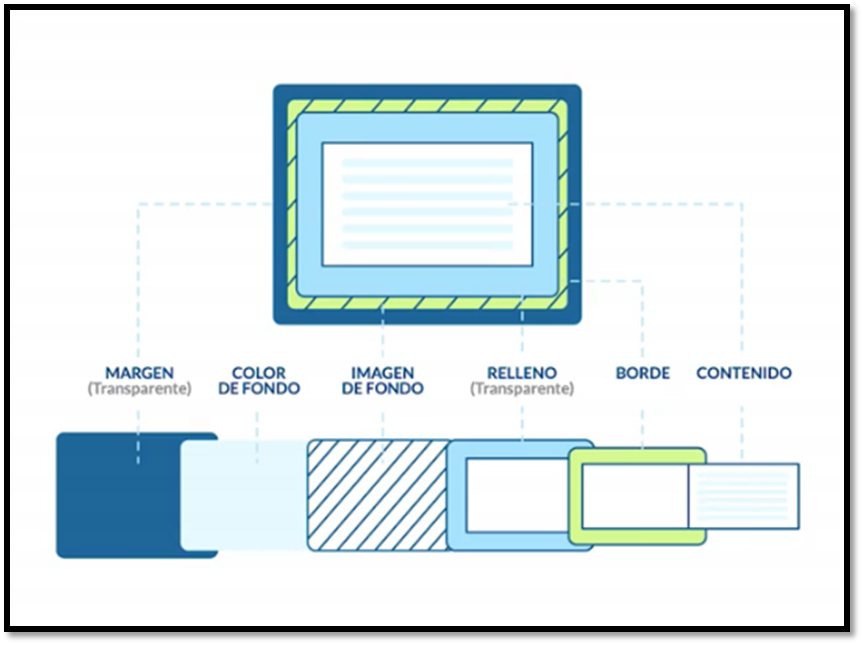 MARGEN
(Transparente)
COLOR
DE FONDO
IMAGEN
DE FONDO
RELLENO
(Transparente)
BORDE
CONTENIDO